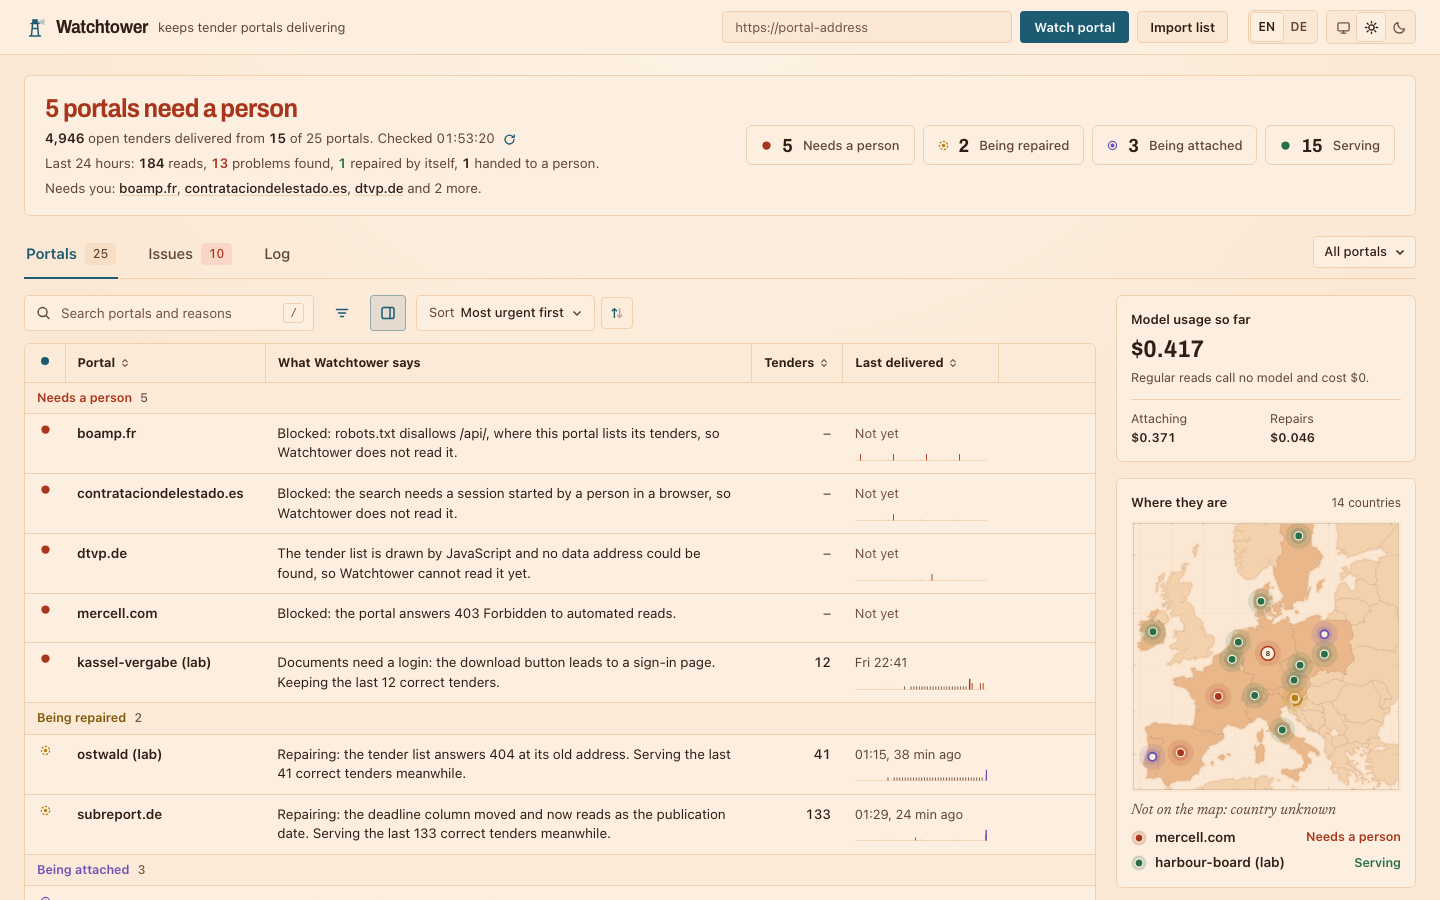 Watchtower keeps tender portals delivering
https://portal-address
Watch portal
Import list
EN DE
5 portals need a person
4,946 open tenders delivered from 15 of 25 portals. Checked 01:53:20
Last 24 hours: 184 reads, 13 problems found, 1 repaired by itself, 1 handed to a person.
Needs you: boamp.fr, contrataciondelestado.es, dtvp.de and 2 more.
5 Needs a person
2 Being repaired
3 Being attached
15 Serving
Portals 25
Issues 10
Log
All portals
Search portals and reasons /
Sort Most urgent first
Portal
What Watchtower says
Tenders
Last delivered
Needs a person 5
boamp.fr
Blocked: robots.txt disallows /api/, where this portal lists its tenders, so
Watchtower does not read it.
–
Not yet
contrataciondelestado.es
Blocked: the search needs a session started by a person in a browser, so
Watchtower does not read it.
–
Not yet
dtvp.de
The tender list is drawn by JavaScript and no data address could be
found, so Watchtower cannot read it yet.
–
Not yet
mercell.com
Blocked: the portal answers 403 Forbidden to automated reads.
–
Not yet
kassel-vergabe (lab)
Documents need a login: the download button leads to a sign-in page.
Keeping the last 12 correct tenders.
12
Fri 22:41
Being repaired 2
ostwald (lab)
Repairing: the tender list answers 404 at its old address. Serving the last
41 correct tenders meanwhile.
41
01:15, 38 min ago
subreport.de
Repairing: the deadline column moved and now reads as the publication
date. Serving the last 133 correct tenders meanwhile.
133
01:29, 24 min ago
Being attached 3
Model usage so far
$0.417
Regular reads call no model and cost $0.
Attaching
$0.371
Repairs
$0.046
Where they are
14 countries
8
Not on the map: country unknown
mercell.com Needs a person
harbour-board (lab) Serving